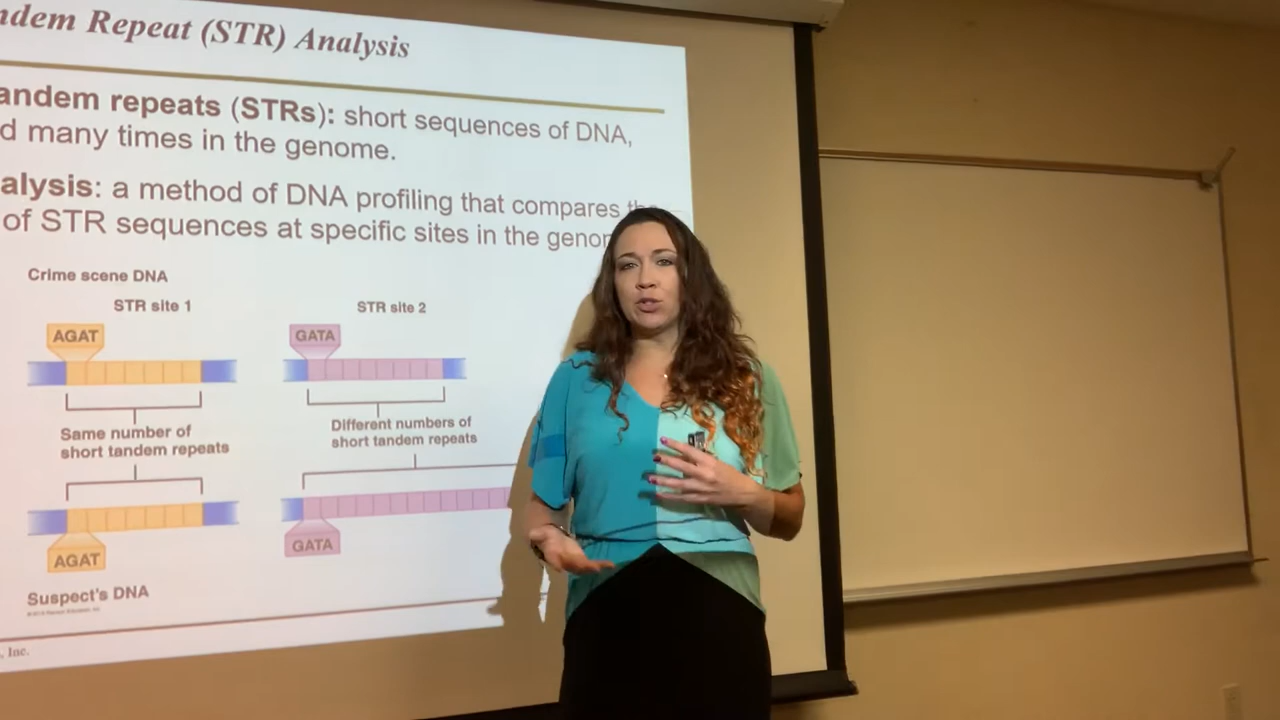 ndem Repeat (STR) Analysis
andem repeats (STRs): short sequences of DNA,
d many times in the genome.
alysis: a method of DNA profiling that compares the
of STR sequences at specific sites in the genom
Crime scene DNA
STR site 1
STR site 2
AGAT
GATA
Same number of
short tandem repeats
Different numbers of
short tandem repeats
AGAT
GATA
Suspect's DNA
, Inc.